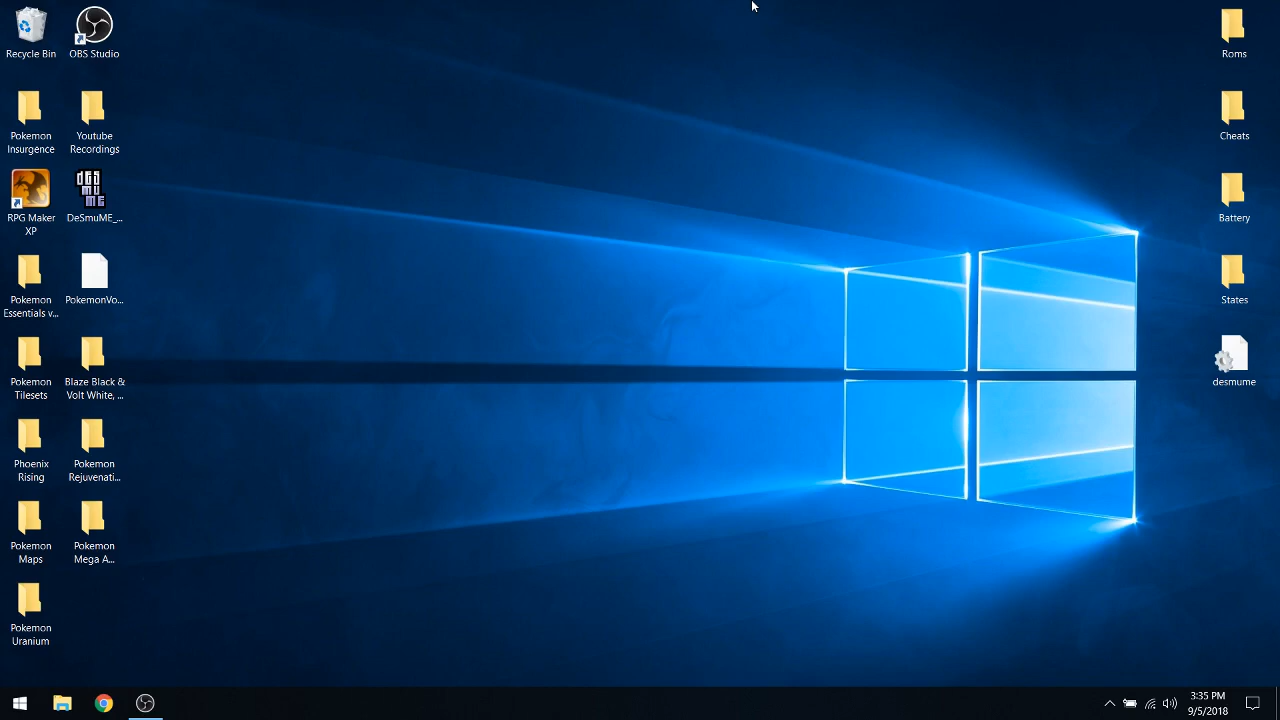 Recycle Bin
OBS Studio
Pokemon
Insurgence
Youtube
Recordings
RPG Maker
XP
DeSmuME_...
Pokemon
Essentials v...
PokemonVo...
Pokemon
Tilesets
Blaze Black &
Volt White, ...
Phoenix
Rising
Pokemon
Rejuvenati...
Pokemon
Maps
Pokemon
Mega A...
Pokemon
Uranium
Roms
Cheats
Battery
States
desmume
3:35 PM
9/5/2018